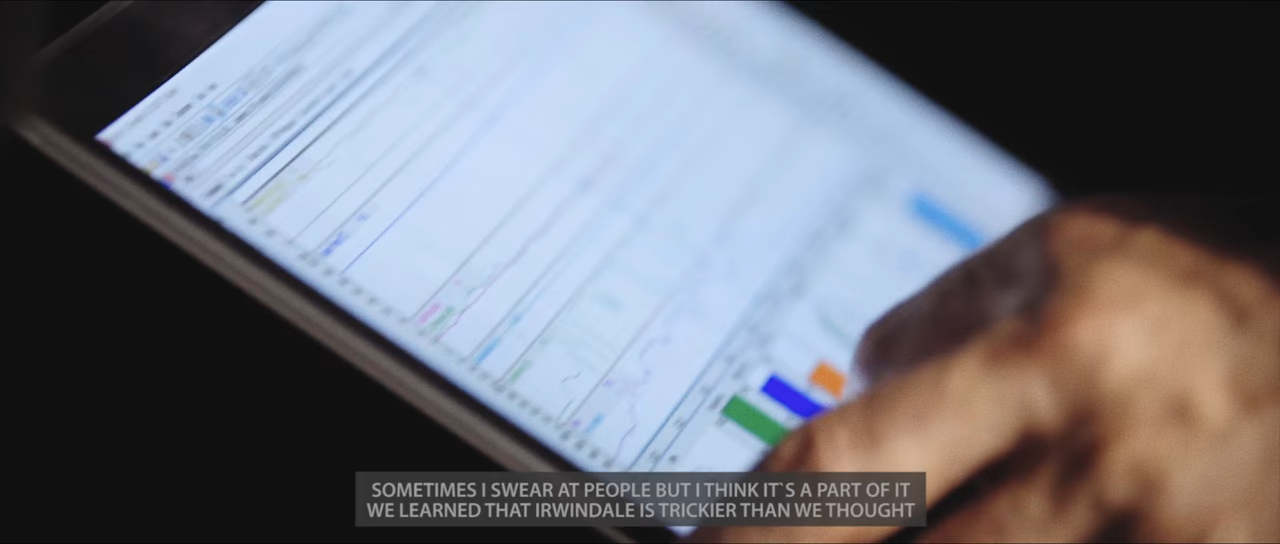 SOMETIMES I SWEAR AT PEOPLE BUT I THINK IT`S A PART OF IT
WE LEARNED THAT IRWINDALE IS TRICKIER THAN WE THOUGHT